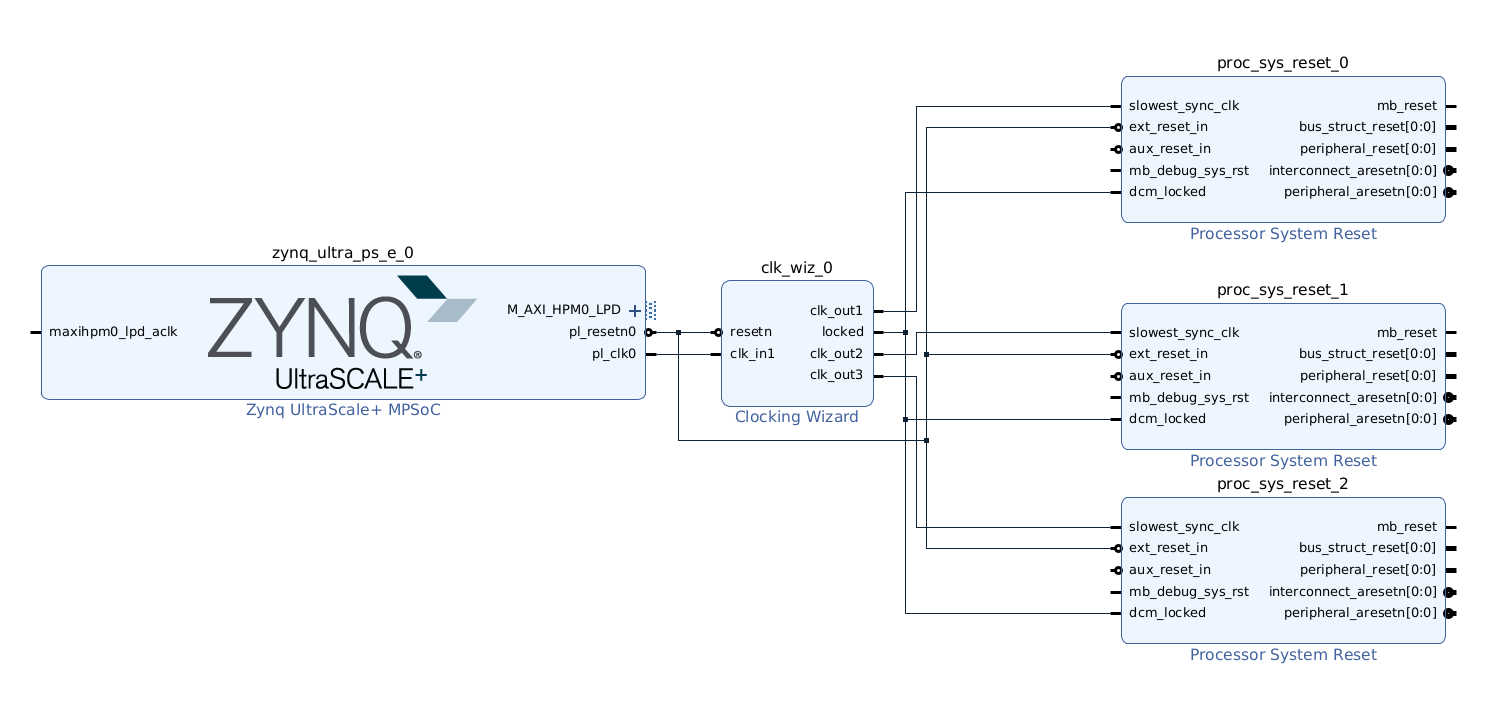 proc_sys_reset_0
slowest_sync_clk mb_reset
ext_reset_in bus_struct_reset[0:0]
aux_reset_in peripheral_reset[0:0]
mb_debug_sys_rst interconnect_aresetn[0:0]
dcm_locked peripheral_aresetn[0:0]
Processor System Reset
zynq_ultra_ps_e_0
maxihpm0_lpd_aclk
ZYNQ®
UltraSCALE+
M_AXI_HPM0_LPD
pl_resetn0
pl_clk0
Zynq UltraScale+ MPSoC
clk_wiz_0
clk_out1
resetn locked
clk_in1 clk_out2
clk_out3
Clocking Wizard
proc_sys_reset_1
slowest_sync_clk mb_reset
ext_reset_in bus_struct_reset[0:0]
aux_reset_in peripheral_reset[0:0]
mb_debug_sys_rst interconnect_aresetn[0:0]
dcm_locked peripheral_aresetn[0:0]
Processor System Reset
proc_sys_reset_2
slowest_sync_clk mb_reset
ext_reset_in bus_struct_reset[0:0]
aux_reset_in peripheral_reset[0:0]
mb_debug_sys_rst interconnect_aresetn[0:0]
dcm_locked peripheral_aresetn[0:0]
Processor System Reset